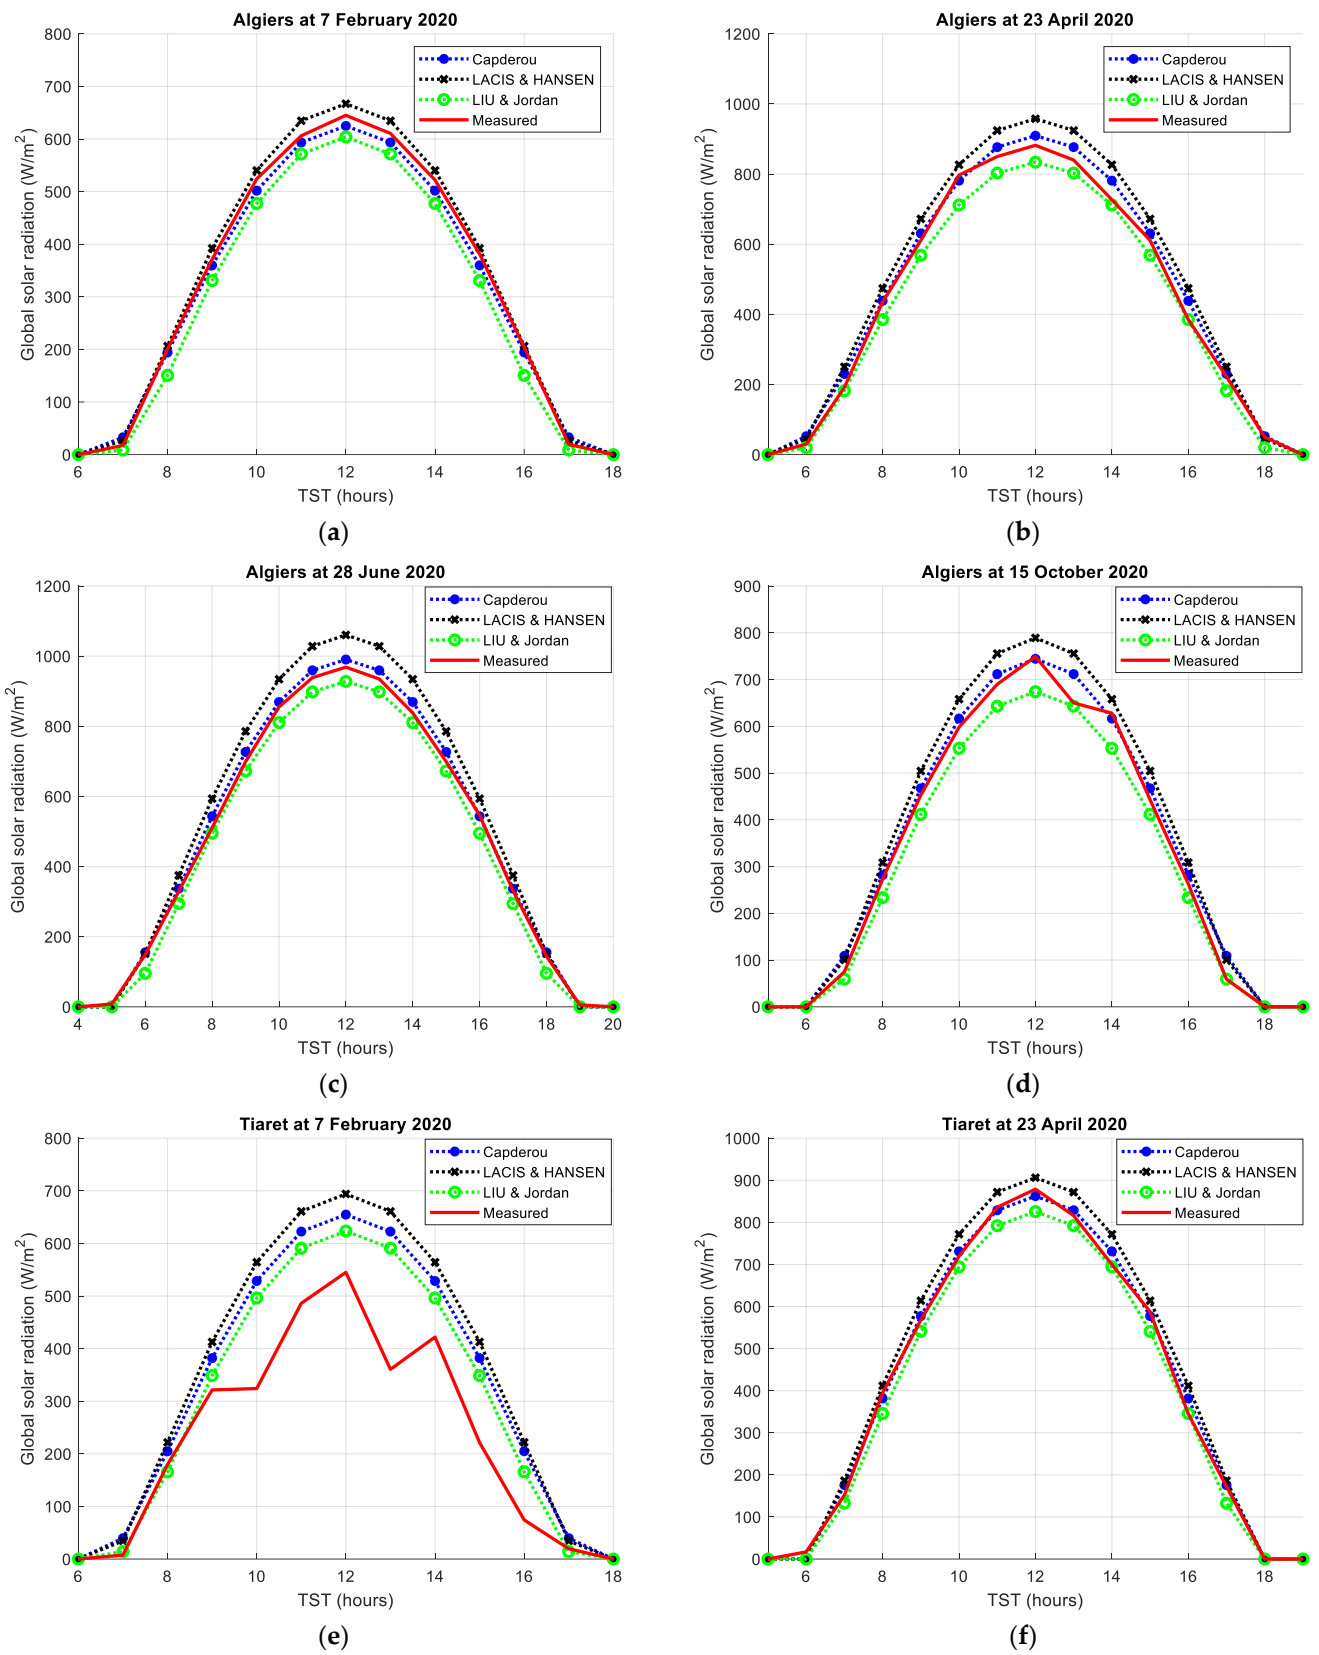 Algiers at 7 February 2020
800
700
600
500
400
300
200
100
0
6 8 10 12 14 16 18
Global solar radiation (W/m²)
TST (hours)
Capderou
LACIS & HANSEN
LIU & Jordan
Measured
(a)
Algiers at 23 April 2020
1200
1000
800
600
400
200
0
6 8 10 12 14 16 18
Global solar radiation (W/m²)
TST (hours)
Capderou
LACIS & HANSEN
LIU & Jordan
Measured
(b)
Algiers at 28 June 2020
1200
1000
800
600
400
200
0
4 6 8 10 12 14 16 18 20
Global solar radiation (W/m²)
TST (hours)
Capderou
LACIS & HANSEN
LIU & Jordan
Measured
(c)
Algiers at 15 October 2020
900
800
700
600
500
400
300
200
100
0
6 8 10 12 14 16 18
Global solar radiation (W/m²)
TST (hours)
Capderou
LACIS & HANSEN
LIU & Jordan
Measured
(d)
Tiaret at 7 February 2020
800
700
600
500
400
300
200
100
0
6 8 10 12 14 16 18
Global solar radiation (W/m²)
TST (hours)
Capderou
LACIS & HANSEN
LIU & Jordan
Measured
(e)
Tiaret at 23 April 2020
1000
900
800
700
600
500
400
300
200
100
0
6 8 10 12 14 16 18
Global solar radiation (W/m²)
TST (hours)
Capderou
LACIS & HANSEN
LIU & Jordan
Measured
(f)